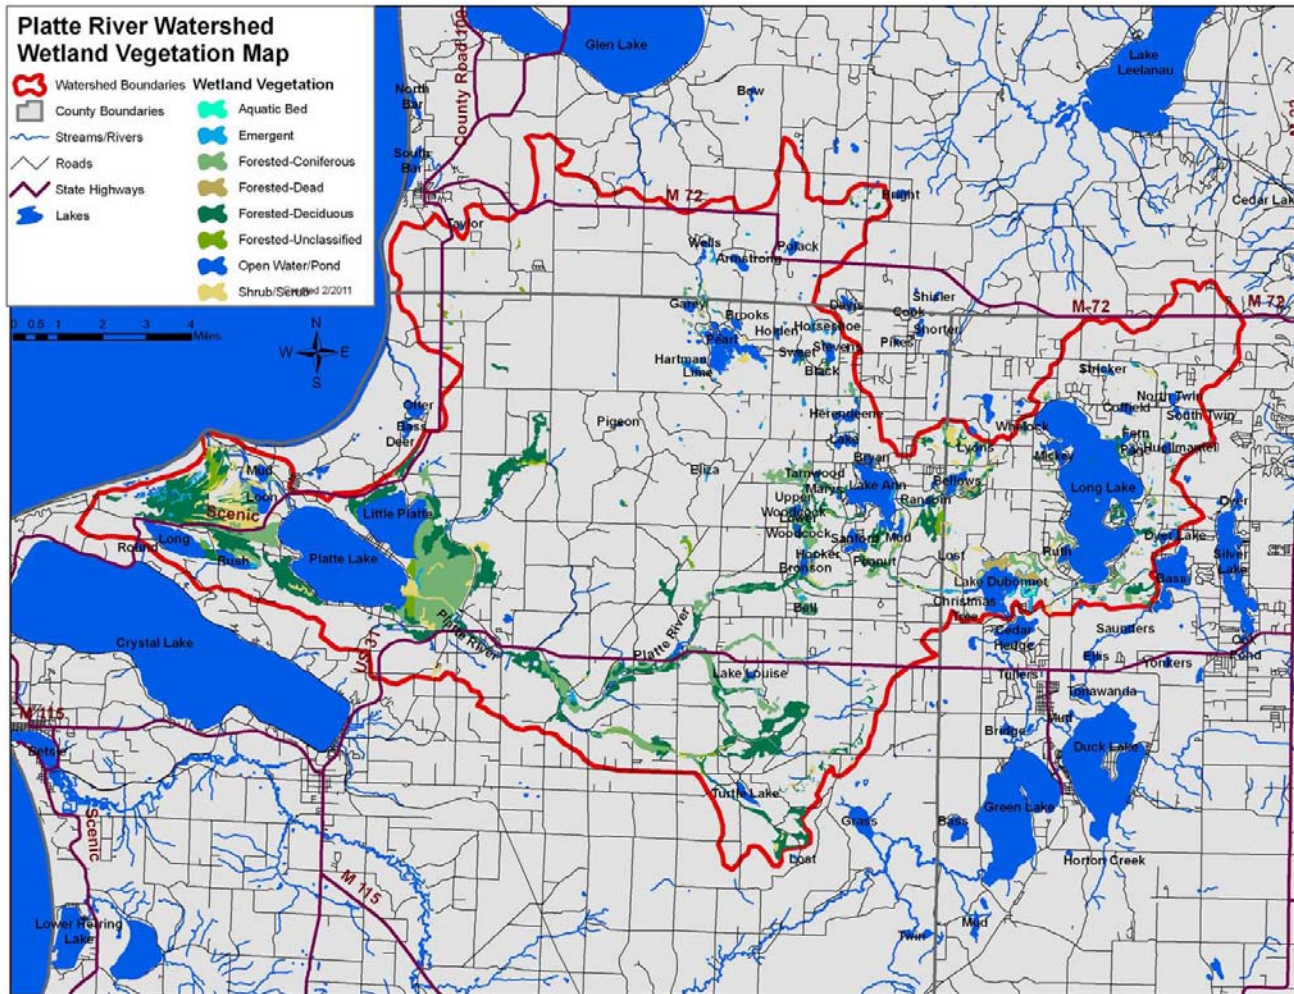 Platte River Watershed
Wetland Vegetation Map
Watershed Boundaries
County Boundaries
Streams/Rivers
Roads
State Highways
Lakes
Wetland Vegetation
Aquatic Bed
Emergent
Forested-Coniferous
Forested-Dead
Forested-Deciduous
Forested-Unclassified
Open Water/Pond
Shrub/Scrub
2/2011
0 0.5 1 2 3 4
Miles
N
W E
S
County Road 109
Glen Lake
Lake
Leelanau
North
Bar
Bow
South
Bar
M 72
Bright
Cedar Lake
Taylor
Wells
Polack
Armstrong
Garey
Davis
Shisler
Cook
M-72
M 72
Brooks
Holden
Horseshoe
Shorter
Pearl
Pikes
Hartman
Lime
Sweet
Stevens
Black
Stricker
Otter
Bass
Deer
Pigeon
Herendeene
North Twin
Coffield
South Twin
Lake
Whelock
Fern
Page
Huellmantel
Bryan
Lyons
Mickey
Mud
Loon
Eliza
Tarnwood
Marys
Lake Ann
Bellows
Long Lake
Upper
Woodcock
Ransom
Lower
Woodcock
Scenic
Little Platte
Dyer
Long
Round
Rush
Platte Lake
Sanford
Mud
Hooker
Peanut
Bronson
Lost
Ruth
Dyer Lake
Silver
Lake
Lake Dubonnet
Bass
Bell
Christmas
Tree
Platte River
Platte River
Crystal Lake
US 31
Cedar
Hedge
Saunders
Cox
Pond
Ellis
Yonkers
Lake Louise
Tullers
Tonawanda
M 115
Mud
Bridge
Duck Lake
Betsie
Turtle Lake
Green Lake
Scenic
Grass
Bass
Lost
Horton Creek
M 115
Lower Herring
Lake
Mud
Twin